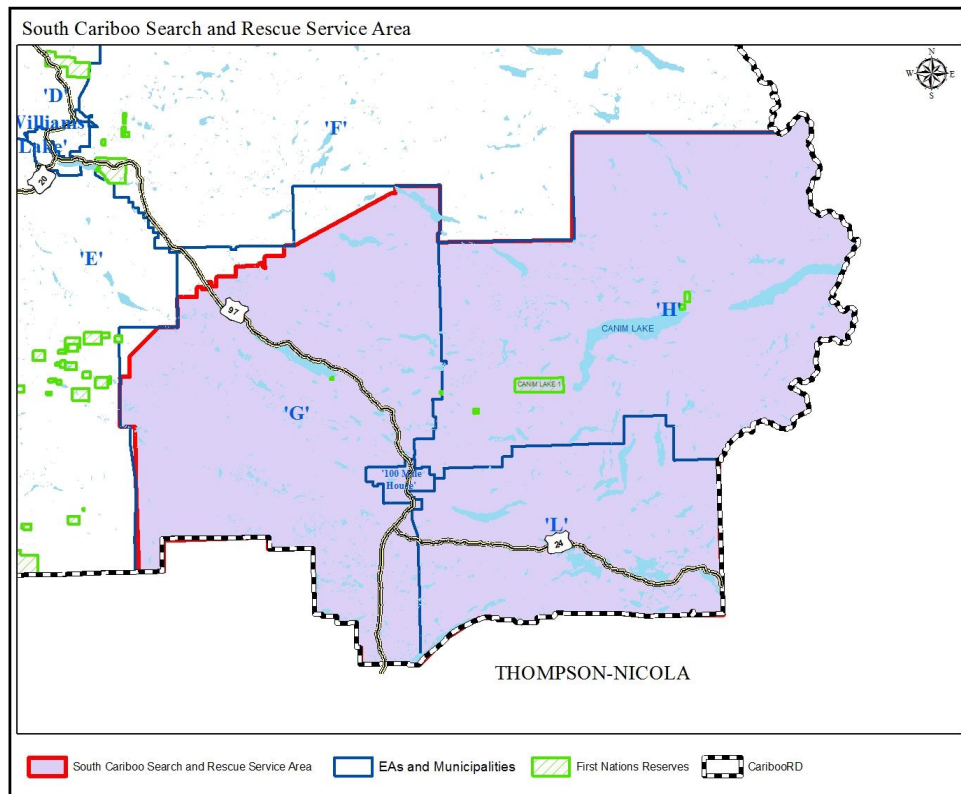 South Cariboo Search and Rescue Service Area
N
W E
S
'D'
'F'
Williams
Lake'
20
'E'
97
'H'
CANIM LAKE
CANIM LAKE 1
'G'
'100 Mile
House'
'L'
24
THOMPSON-NICOLA
South Cariboo Search and Rescue Service Area
EAs and Municipalities
First Nations Reserves
CaribooRD